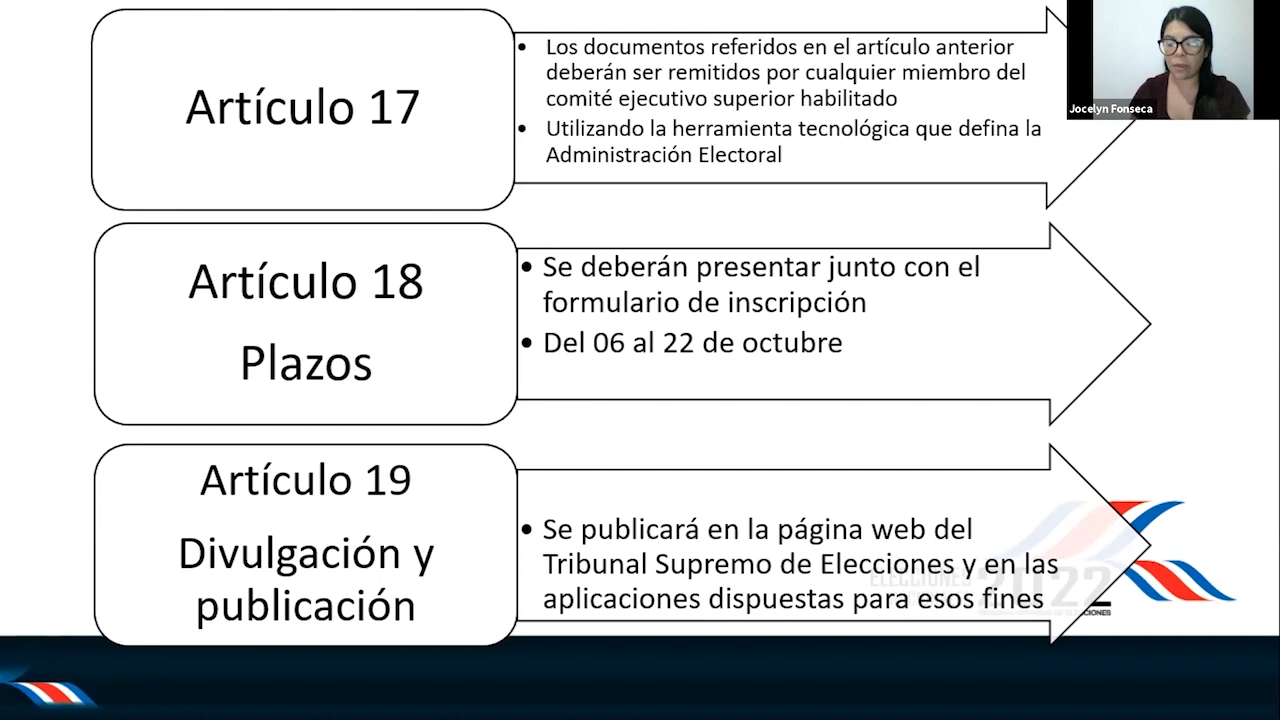 Artículo 17
• Los documentos referidos en el artículo anterior
deberán ser remitidos por cualquier miembro del
comité ejecutivo superior habilitado
• Utilizando la herramienta tecnológica que defina la
Administración Electoral
Jocelyn Fonseca
Artículo 18
Plazos
• Se deberán presentar junto con el
formulario de inscripción
• Del 06 al 22 de octubre
Artículo 19
Divulgación y
publicación
• Se publicará en la página web del
Tribunal Supremo de Elecciones y en las
aplicaciones dispuestas para esos fines
ELECCIONES
2022